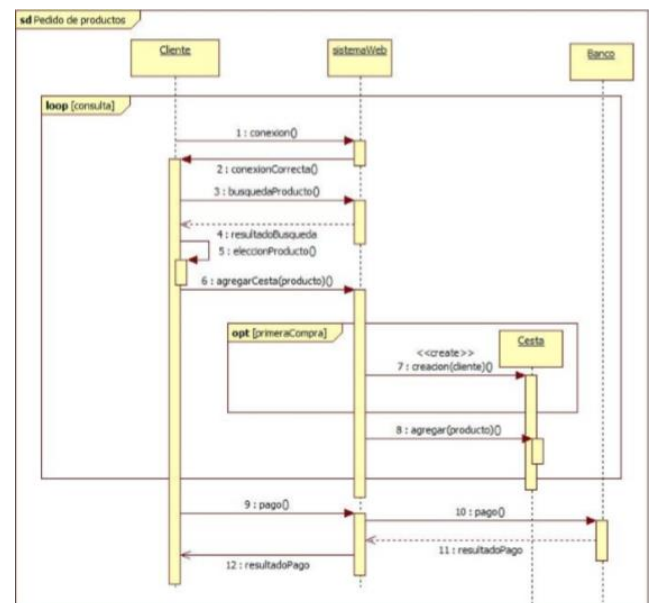 sd Pedido de productos
Cliente
sistemaWeb
Banco
loop [consulta]
1 : conexion()
2 : conexionCorrecta()
3 : busquedaProducto()
4 : resultadoBusqueda
5 : eleccionProducto()
6 : agregarCesta(producto)()
opt [primeraCompra]
Cesta
<<create>>
7 : creacion(cliente)()
8 : agregar(producto)()
9 : pago()
10 : pago()
11 : resultadoPago
12 : resultadoPago